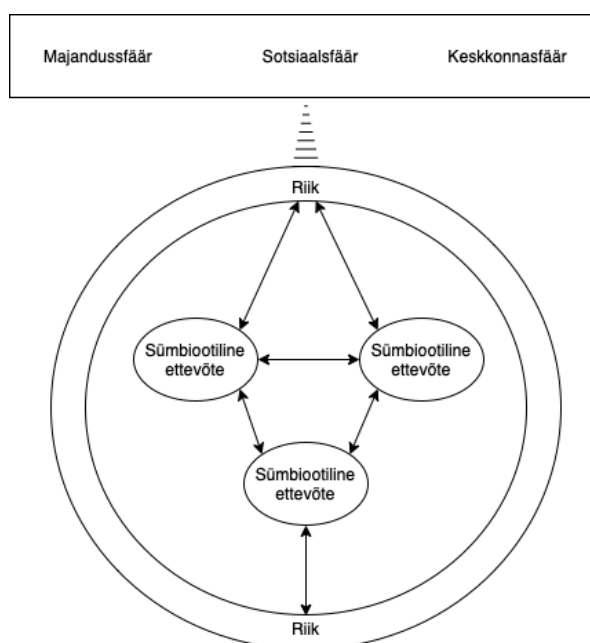 Majandussfäär Sotsiaalsfäär Keskkonnasfäär
Riik
Sümbiootiline
ettevõte
Sümbiootiline
ettevõte
Sümbiootiline
ettevõte
Riik